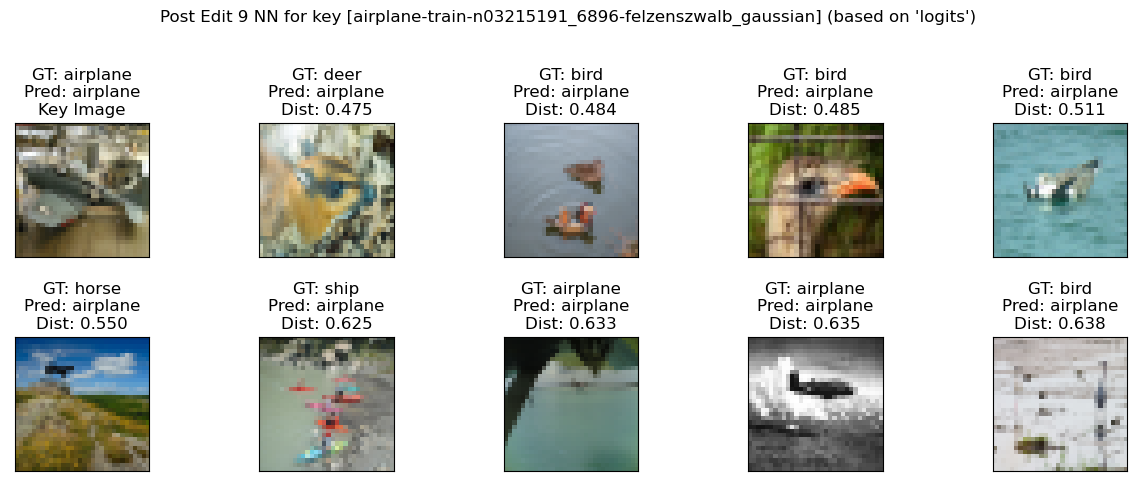 Post Edit 9 NN for key [airplane-train-n03215191_6896-felzenszwalb_gaussian] (based on 'logits')
GT: airplane
Pred: airplane
Key Image
GT: deer
Pred: airplane
Dist: 0.475
GT: bird
Pred: airplane
Dist: 0.484
GT: bird
Pred: airplane
Dist: 0.485
GT: bird
Pred: airplane
Dist: 0.511
GT: horse
Pred: airplane
Dist: 0.550
GT: ship
Pred: airplane
Dist: 0.625
GT: airplane
Pred: airplane
Dist: 0.633
GT: airplane
Pred: airplane
Dist: 0.635
GT: bird
Pred: airplane
Dist: 0.638